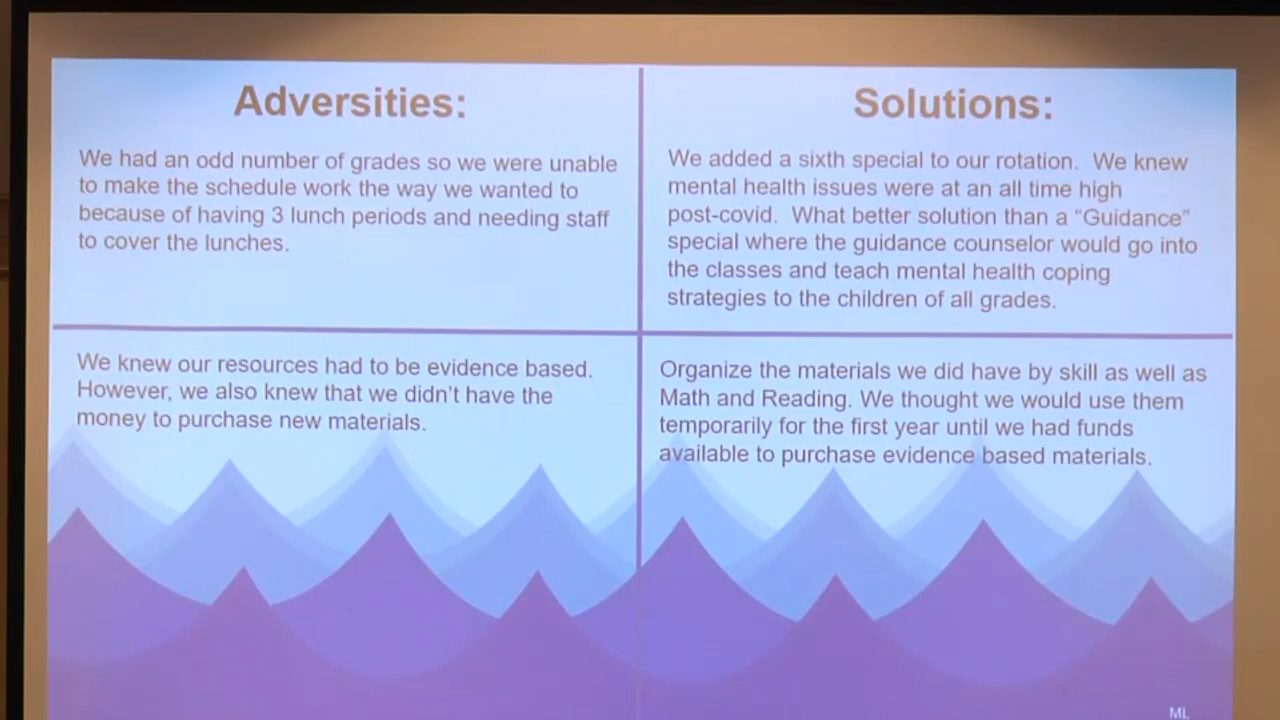 Adversities:
We had an odd number of grades so we were unable
to make the schedule work the way we wanted to
because of having 3 lunch periods and needing staff
to cover the lunches.
Solutions:
We added a sixth special to our rotation.  We knew
mental health issues were at an all time high
post-covid.  What better solution than a “Guidance”
special where the guidance counselor would go into
the classes and teach mental health coping
strategies to the children of all grades.
We knew our resources had to be evidence based.
However, we also knew that we didn't have the
money to purchase new materials.
Organize the materials we did have by skill as well as
Math and Reading. We thought we would use them
temporarily for the first year until we had funds
available to purchase evidence based materials.
ML